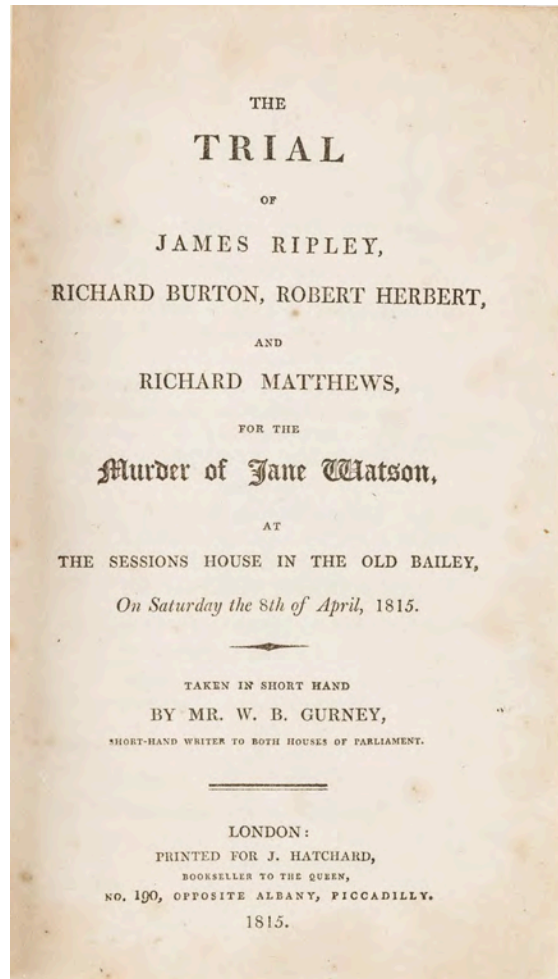 THE
TRIAL
OF
JAMES RIPLEY,
RICHARD BURTON, ROBERT HERBERT,
AND
RICHARD MATTHEWS,
FOR THE
Murder of Jane Watson,
AT
THE SESSIONS HOUSE IN THE OLD BAILEY,
On Saturday the 8th of April, 1815.
TAKEN IN SHORT HAND
BY MR. W. B. GURNEY,
SHORT-HAND WRITER TO BOTH HOUSES OF PARLIAMENT.
LONDON:
PRINTED FOR J. HATCHARD,
BOOKSELLER TO THE QUEEN,
NO. 190, OPPOSITE ALBANY, PICCADILLY.
1815.